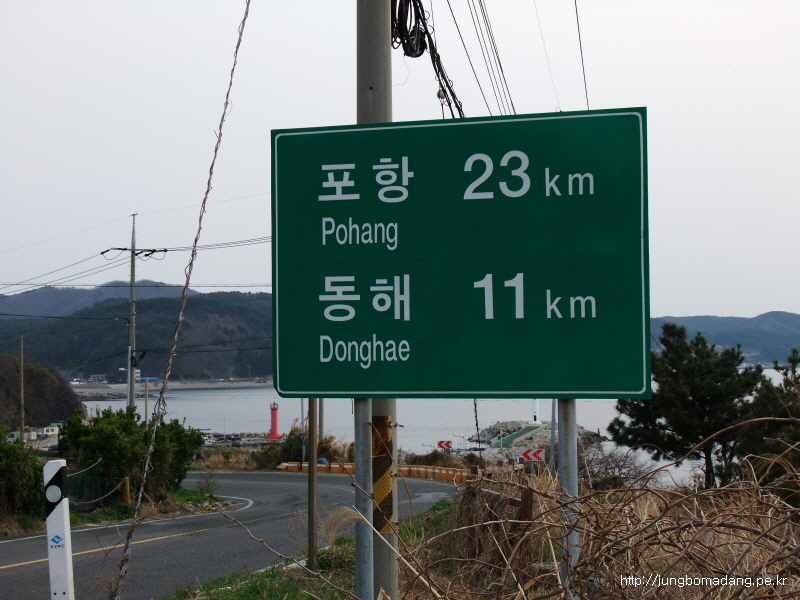 포항 23 km
Pohang
동해 11 km
Donghae
http://jungbomadang.pe.kr